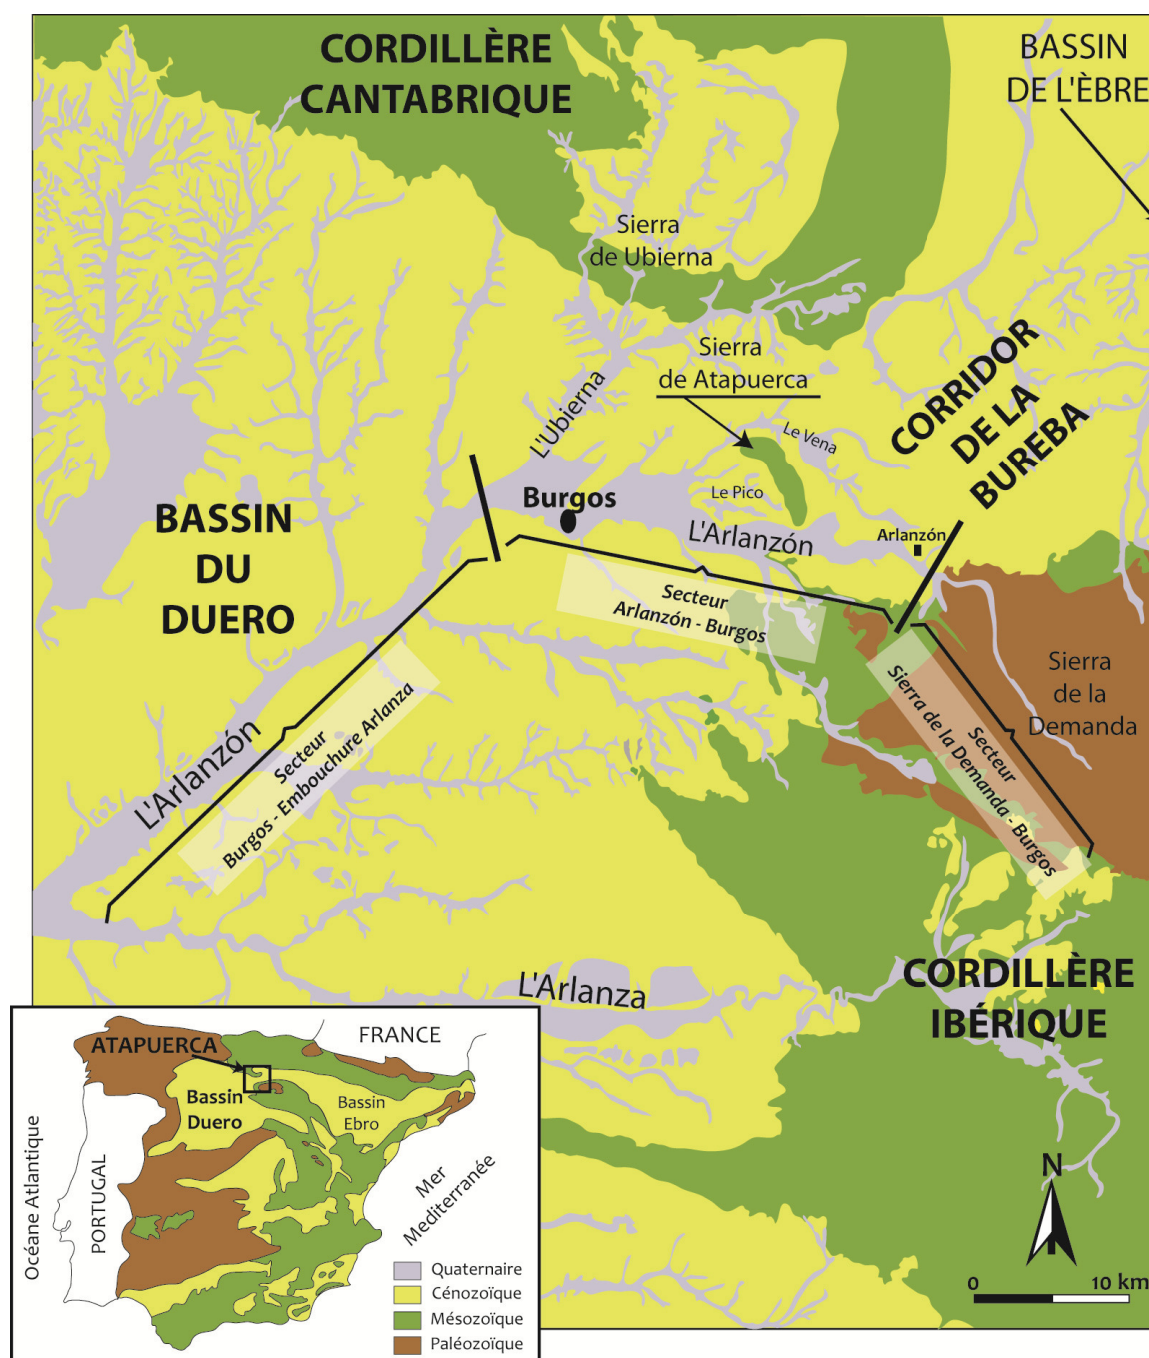 CORDILLÈRE
CANTABRIQUE
BASSIN
DE L'ÈBRE
Sierra
de Ubierna
Sierra
de Atapuerca
CORRIDOR
DE LA
BUREBA
L'Ubierna
Le Vena
Le Pico
Burgos
L'Arlanzón
Arlanzón
BASSIN
DU
DUERO
Secteur
Arlanzón - Burgos
Sierra
de la
Demanda
Secteur
Sierra de la Demanda - Burgos
L'Arlanzón
Secteur
Burgos - Embouchure Arlanza
L'Arlanza
CORDILLÈRE
IBÉRIQUE
N
0 10 km
ATAPUERCA
FRANCE
Bassin
Duero
Bassin
Ebro
Océane Atlantique
PORTUGAL
Mer
Mediterranée
Quaternaire
Cénozoïque
Mésozoïque
Paléozoïque